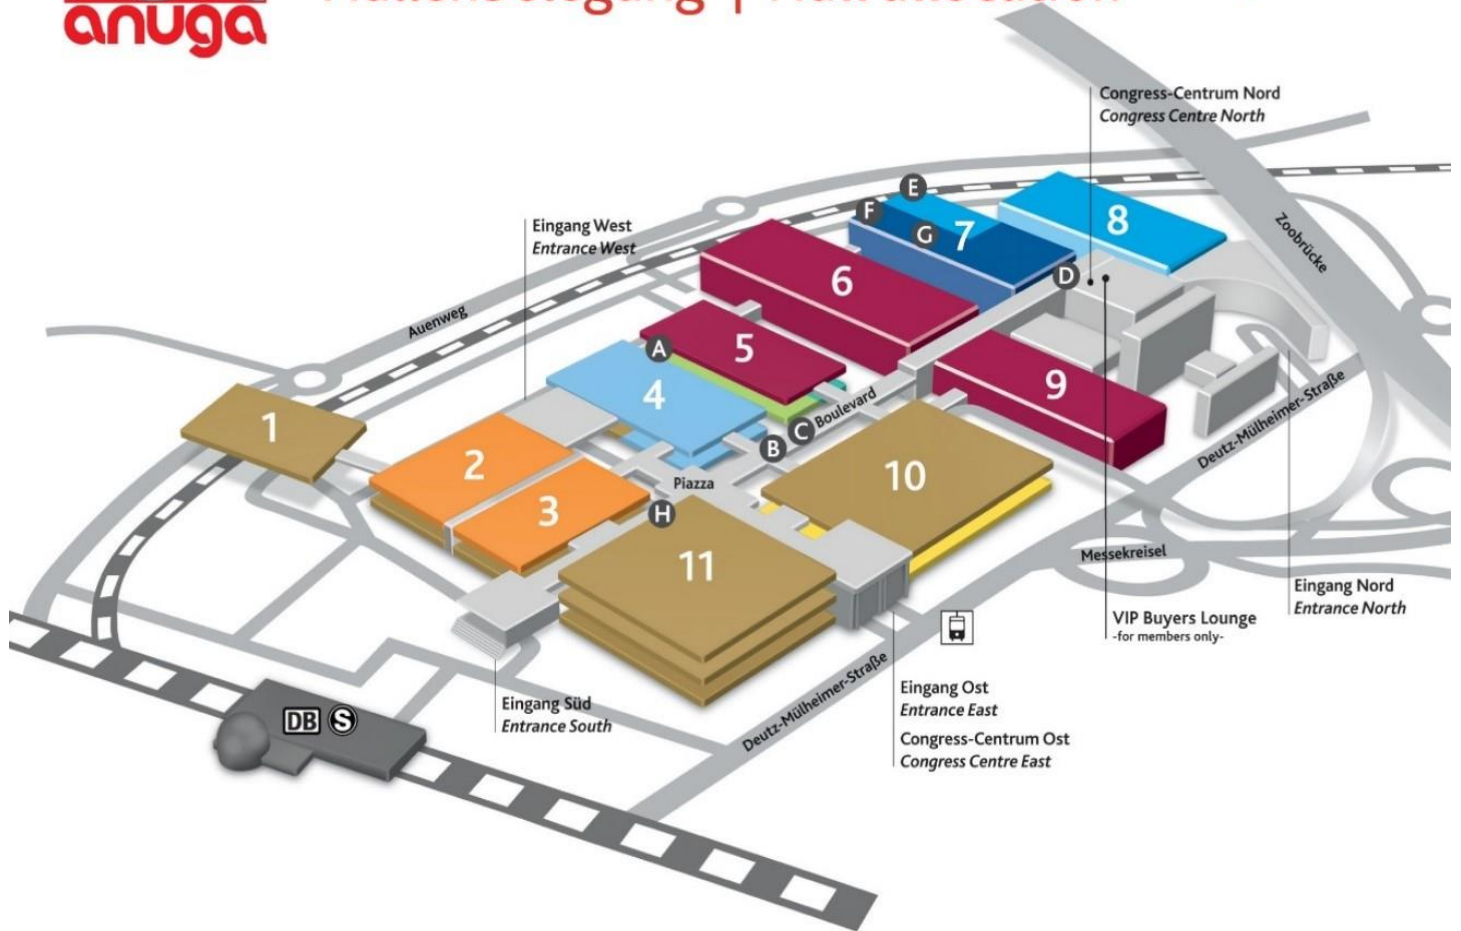 anuga
Congress-Centrum Nord
Congress Centre North
E
F
G
7
8
Zoobrücke
Eingang West
Entrance West
6
D
Auenweg
A
5
4
9
Boulevard
C
B
Deutz-Mülheimer-Straße
1
2
Piazza
10
3
H
11
Messekreisel
Eingang Nord
Entrance North
VIP Buyers Lounge
-for members only-
Deutz-Mülheimer-Straße
Eingang Süd
Entrance South
Eingang Ost
Entrance East
Congress-Centrum Ost
Congress Centre East
DB S